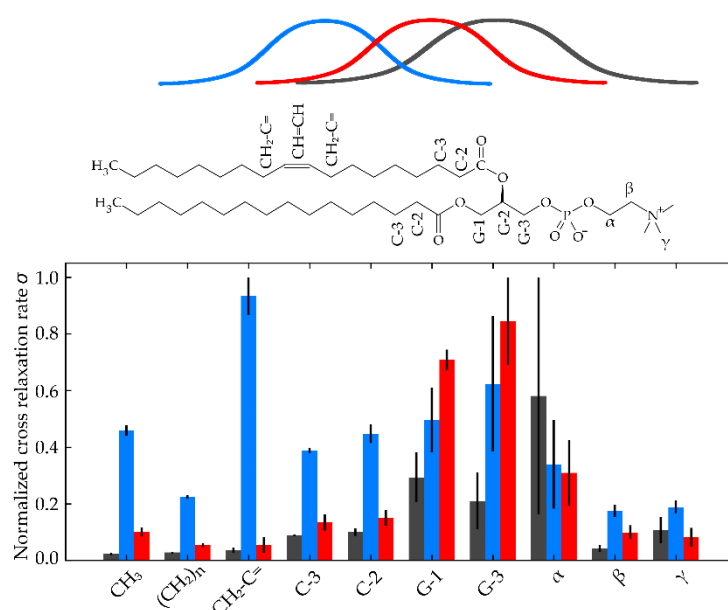 CH₂-C=
CH=CH
CH₂-C=
C-3
C-2
O
H₃C
O
β
H₃C
O
O
P
O
N⁺
C-3
C-2
O
G-1
G-2
G-3
O
O⁻
α
γ
Normalized cross relaxation rate σ
1.0
0.8
0.6
0.4
0.2
0.0
CH₃
(CH₂)n
CH₂-C=
C-3
C-2
G-1
G-3
α
β
γ